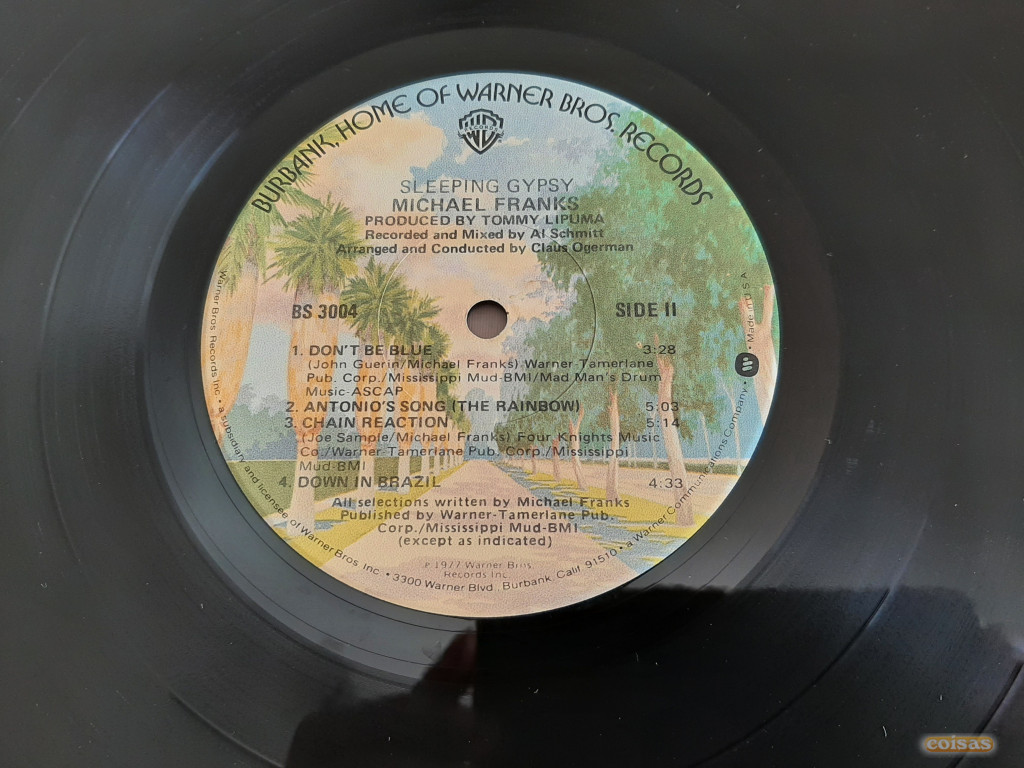 BURBANK, HOME OF WARNER BROS. RECORDS
RECORDS
SLEEPING GYPSY
MICHAEL FRANKS
PRODUCED BY TOMMY LIPUMA
Recorded and Mixed by Al Schmitt
Arranged and Conducted by Claus Ogerman
BS 3004
SIDE II
1. DON'T BE BLUE 3:28
(John Guerin/Michael Franks) Warner-Tamerlane
Pub. Corp./Mississippi Mud-BMI/Mad Man's Drum
Music-ASCAP
2. ANTONIO'S SONG (THE RAINBOW) 5:03
3. CHAIN REACTION 5:14
(Joe Sample/Michael Franks) Four Knights Music
Co./Warner-Tamerlane Pub. Corp./Mississippi
Mud-BMI
4. DOWN IN BRAZIL 4:33
All selections written by Michael Franks
Published by Warner-Tamerlane Pub.
Corp./Mississippi Mud-BMI
(except as indicated)
℗ 1977 Warner Bros.
Records Inc.
Warner Bros Records Inc. • a subsidiary and licensee of Warner Bros. Inc. • 3300 Warner Blvd., Burbank, Calif. 91510 • a Warner Communications Company • Made in U.S.A.
coisas